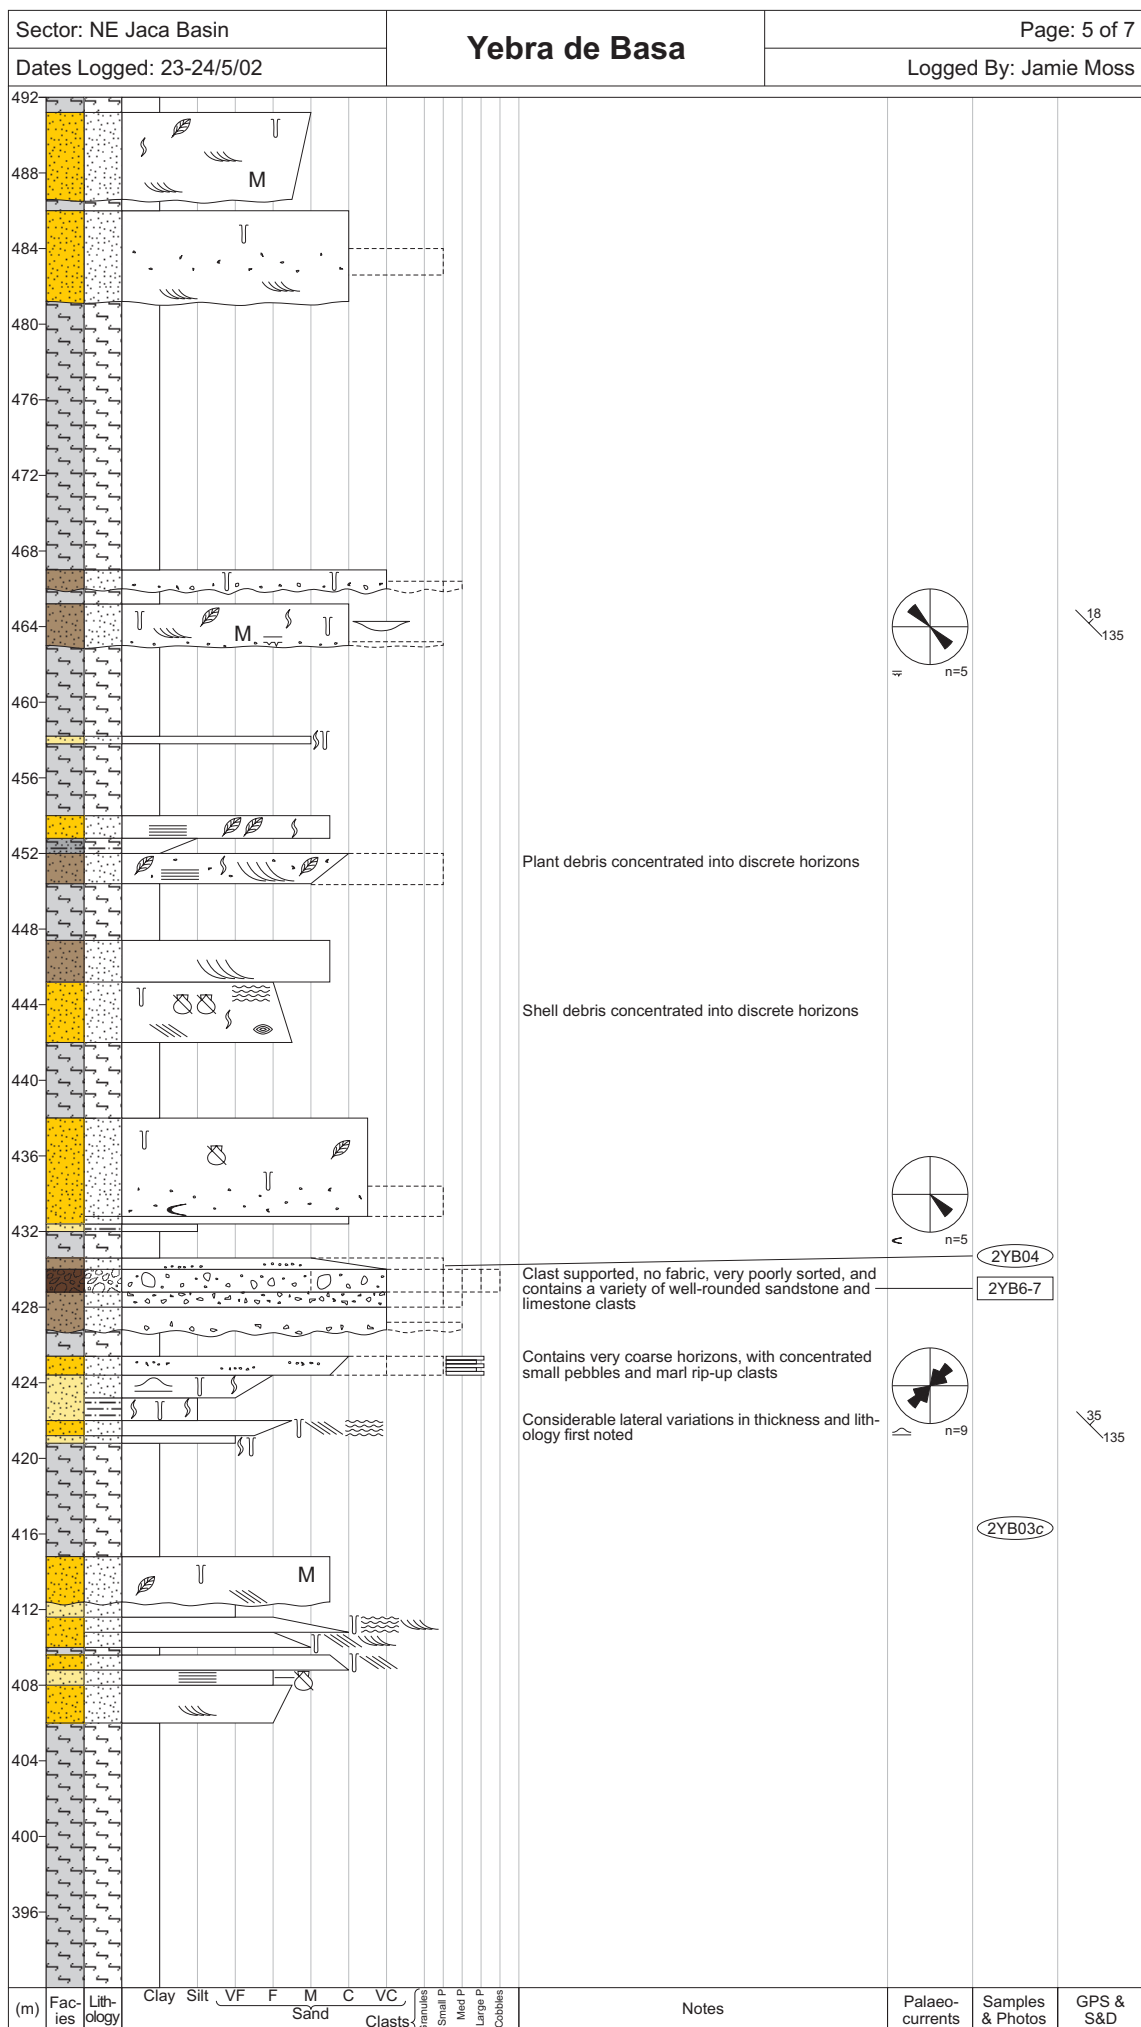 Sector: NE Jaca Basin
Dates Logged: 23-24/5/02
Yebra de Basa
Page: 5 of 7
Logged By: Jamie Moss
492
488
M
484
480
476
472
468
464
M
n=5
18
135
460
456
452
Plant debris concentrated into discrete horizons
448
444
Shell debris concentrated into discrete horizons
440
436
432
n=5
2YB04
428
Clast supported, no fabric, very poorly sorted, and
contains a variety of well-rounded sandstone and
limestone clasts
2YB6-7
424
Contains very coarse horizons, with concentrated
small pebbles and marl rip-up clasts
Considerable lateral variations in thickness and lith-
ology first noted
n=9
35
135
420
416
2YB03c
M
412
408
404
400
396
(m)
Fac-
ies
Lith-
ology
Clay Silt VF F M C VC
Sand
Clasts
Granules
Small P
Med P
Large P
Cobbles
Notes
Palaeo-
currents
Samples
& Photos
GPS &
S&D